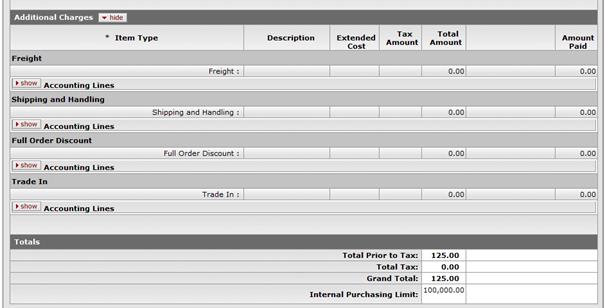 Additional Charges hide
* Item Type Description Extended Cost Tax Amount Total Amount Amount Paid
Freight
Freight : 0.00 0.00
show Accounting Lines
Shipping and Handling
Shipping and Handling : 0.00 0.00
show Accounting Lines
Full Order Discount
Full Order Discount : 0.00 0.00
show Accounting Lines
Trade In
Trade In : 0.00 0.00
show Accounting Lines
Totals
Total Prior to Tax: 125.00
Total Tax: 0.00
Grand Total: 125.00
Internal Purchasing Limit: 100,000.00